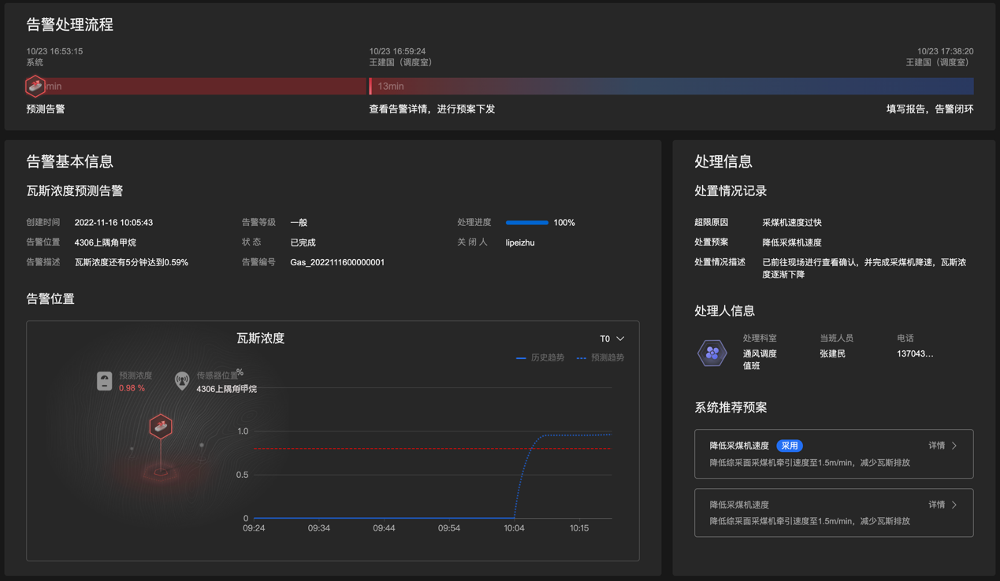 告警处理流程
10/23 16:53:15
系统
min
预测告警
10/23 16:59:24
王建国（调度室）
13min
查看告警详情，进行预案下发
10/23 17:38:20
王建国（调度室）
填写报告，告警闭环
告警基本信息
瓦斯浓度预测告警
创建时间 2022-11-16 10:05:43 告警等级 一般 处理进度 100%
告警位置 4306上隅角甲烷 状 态 已完成 关 闭 人 lipeizhu
告警描述 瓦斯浓度还有5分钟达到0.59% 告警编号 Gas_2022111600000001
告警位置
瓦斯浓度
T0
历史趋势 预测趋势
预测浓度
0.98 %
传感器位置
4306上隅角甲烷
%
1.0
0.5
0
09:24 09:34 09:44 09:54 10:04 10:15
处理信息
处置情况记录
超限原因 采煤机速度过快
处置预案 降低采煤机速度
处置情况描述 已前往现场进行查看确认，并完成采煤机降速，瓦斯浓
度逐渐下降
处理人信息
处理科室 当班人员 电话
通风调度 张建民 137043...
值班
系统推荐预案
降低采煤机速度 采用 详情
降低综采面采煤机牵引速度至1.5m/min，减少瓦斯排放
降低采煤机速度 详情
降低综采面采煤机牵引速度至1.5m/min，减少瓦斯排放